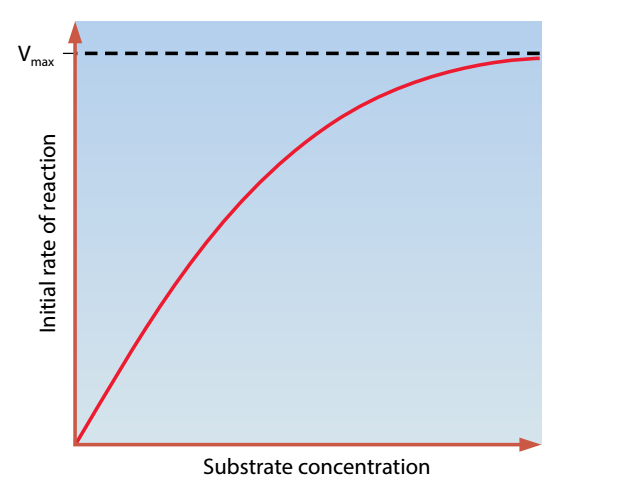 Vmax
Initial rate of reaction
Substrate concentration